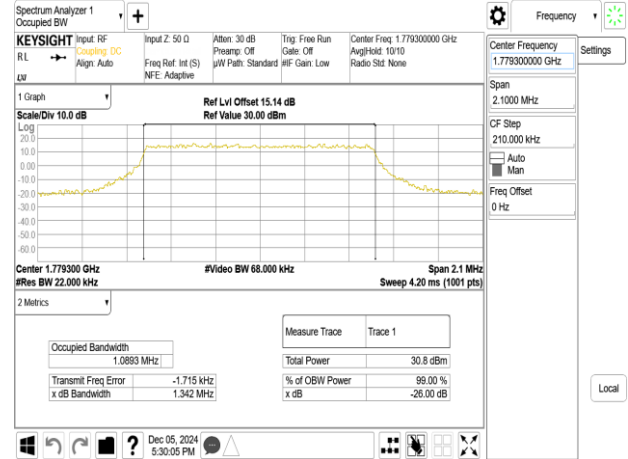 Spectrum Analyzer 1
Occupied BW
Frequency
KEYSIGHT
RL
LXI
Input: RF
Coupling: DC
Align: Auto
Input Z: 50 Ω
Freq Ref: Int (S)
NFE: Adaptive
Atten: 30 dB
Preamp: Off
µW Path: Standard
Trig: Free Run
Gate: Off
#IF Gain: Low
Center Freq: 1.779300000 GHz
Avg|Hold: 10/10
Radio Std: None
Center Frequency
1.779300000 GHz
Settings
Span
2.1000 MHz
CF Step
210.000 kHz
Auto
Man
Freq Offset
0 Hz
Local
1 Graph
Scale/Div 10.0 dB
Ref Lvl Offset 15.14 dB
Ref Value 30.00 dBm
Log
20.0
10.0
0.00
-10.0
-20.0
-30.0
-40.0
-50.0
-60.0
Center 1.779300 GHz
#Video BW 68.000 kHz
Span 2.1 MHz
#Res BW 22.000 kHz
Sweep 4.20 ms (1001 pts)
2 Metrics
Measure Trace
Trace 1
Occupied Bandwidth
1.0893 MHz
Total Power
30.8 dBm
Transmit Freq Error
-1.715 kHz
% of OBW Power
99.00 %
x dB Bandwidth
1.342 MHz
x dB
-26.00 dB
?
Dec 05, 2024
5:30:05 PM